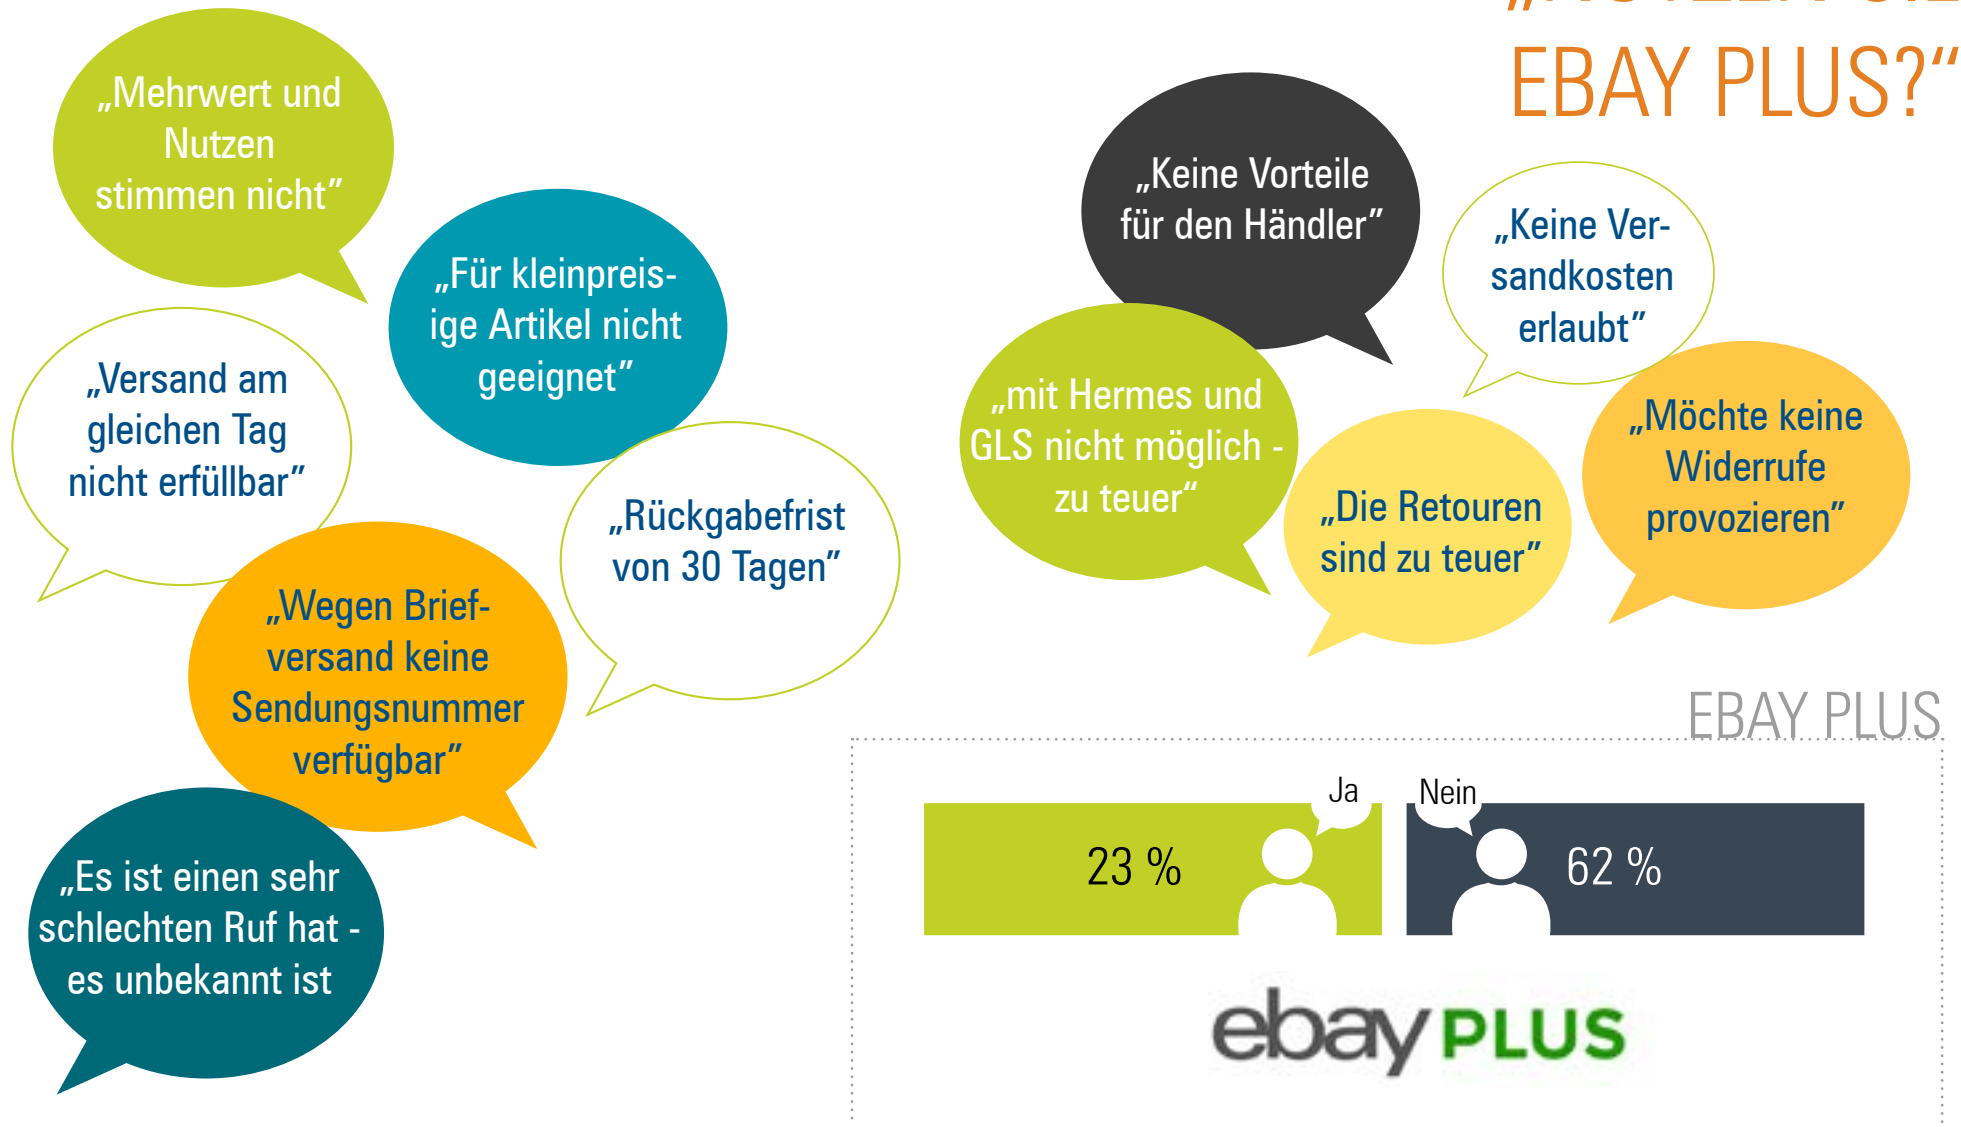 EBAY PLUS?“
„Mehrwert und
Nutzen
stimmen nicht”
„Für kleinpreis-
ige Artikel nicht
geeignet”
„Versand am
gleichen Tag
nicht erfüllbar”
„Rückgabefrist
von 30 Tagen”
„Wegen Brief-
versand keine
Sendungsnummer
verfügbar”
„Es ist einen sehr
schlechten Ruf hat -
es unbekannt ist
„Keine Vorteile
für den Händler”
„Keine Ver-
sandkosten
erlaubt”
„mit Hermes und
GLS nicht möglich -
zu teuer“
„Die Retouren
sind zu teuer”
„Möchte keine
Widerrufe
provozieren”
EBAY PLUS
Ja
Nein
23 %
62 %
ebay PLUS